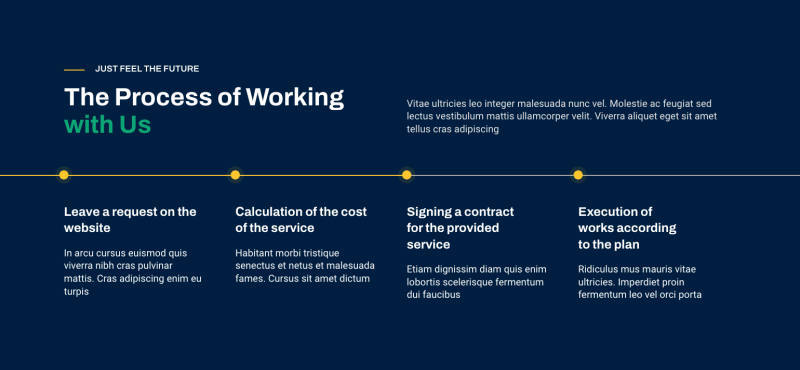 JUST FEEL THE FUTURE
The Process of Working
with Us
Vitae ultricies leo integer malesuada nunc vel. Molestie ac feugiat sed
lectus vestibulum mattis ullamcorper velit. Viverra aliquet eget sit amet
tellus cras adipiscing
Leave a request on the
website
In arcu cursus euismod quis
viverra nibh cras pulvinar
mattis. Cras adipiscing enim eu
turpis
Calculation of the cost
of the service
Habitant morbi tristique
senectus et netus et malesuada
fames. Cursus sit amet dictum
Signing a contract
for the provided
service
Etiam dignissim diam quis enim
lobortis scelerisque fermentum
dui faucibus
Execution of
works according
to the plan
Ridiculus mus mauris vitae
ultricies. Imperdiet proin
fermentum leo vel orci porta